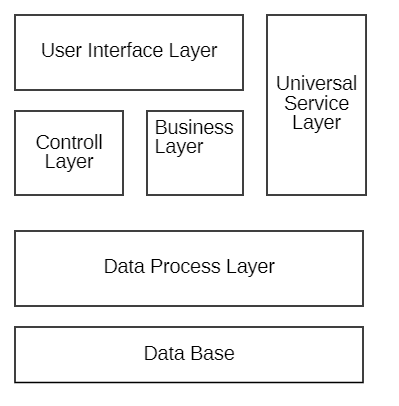 User Interface Layer
Universal
Service
Layer
Controll
Layer
Business
Layer
Data Process Layer
Data Base